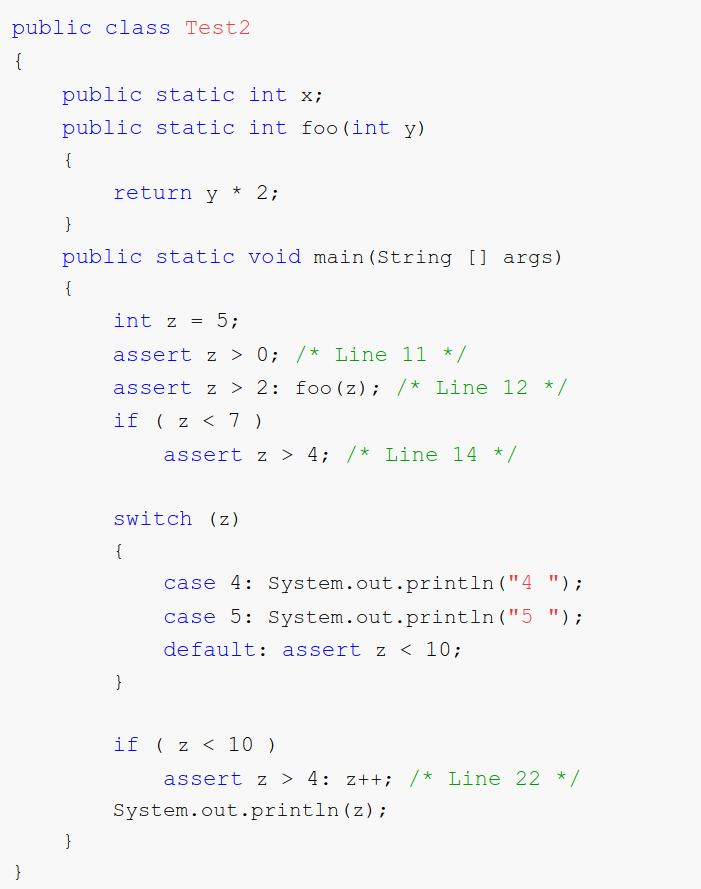 public class Test2
{
    public static int x;
    public static int foo(int y)
    {
        return y * 2;
    }
    public static void main(String [] args)
    {
        int z = 5;
        assert z > 0; /* Line 11 */
        assert z > 2: foo(z); /* Line 12 */
        if ( z < 7 )
            assert z > 4; /* Line 14 */

        switch (z)
        {
            case 4: System.out.println("4 ");
            case 5: System.out.println("5 ");
            default: assert z < 10;
        }

        if ( z < 10 )
            assert z > 4: z++; /* Line 22 */
        System.out.println(z);
    }
}